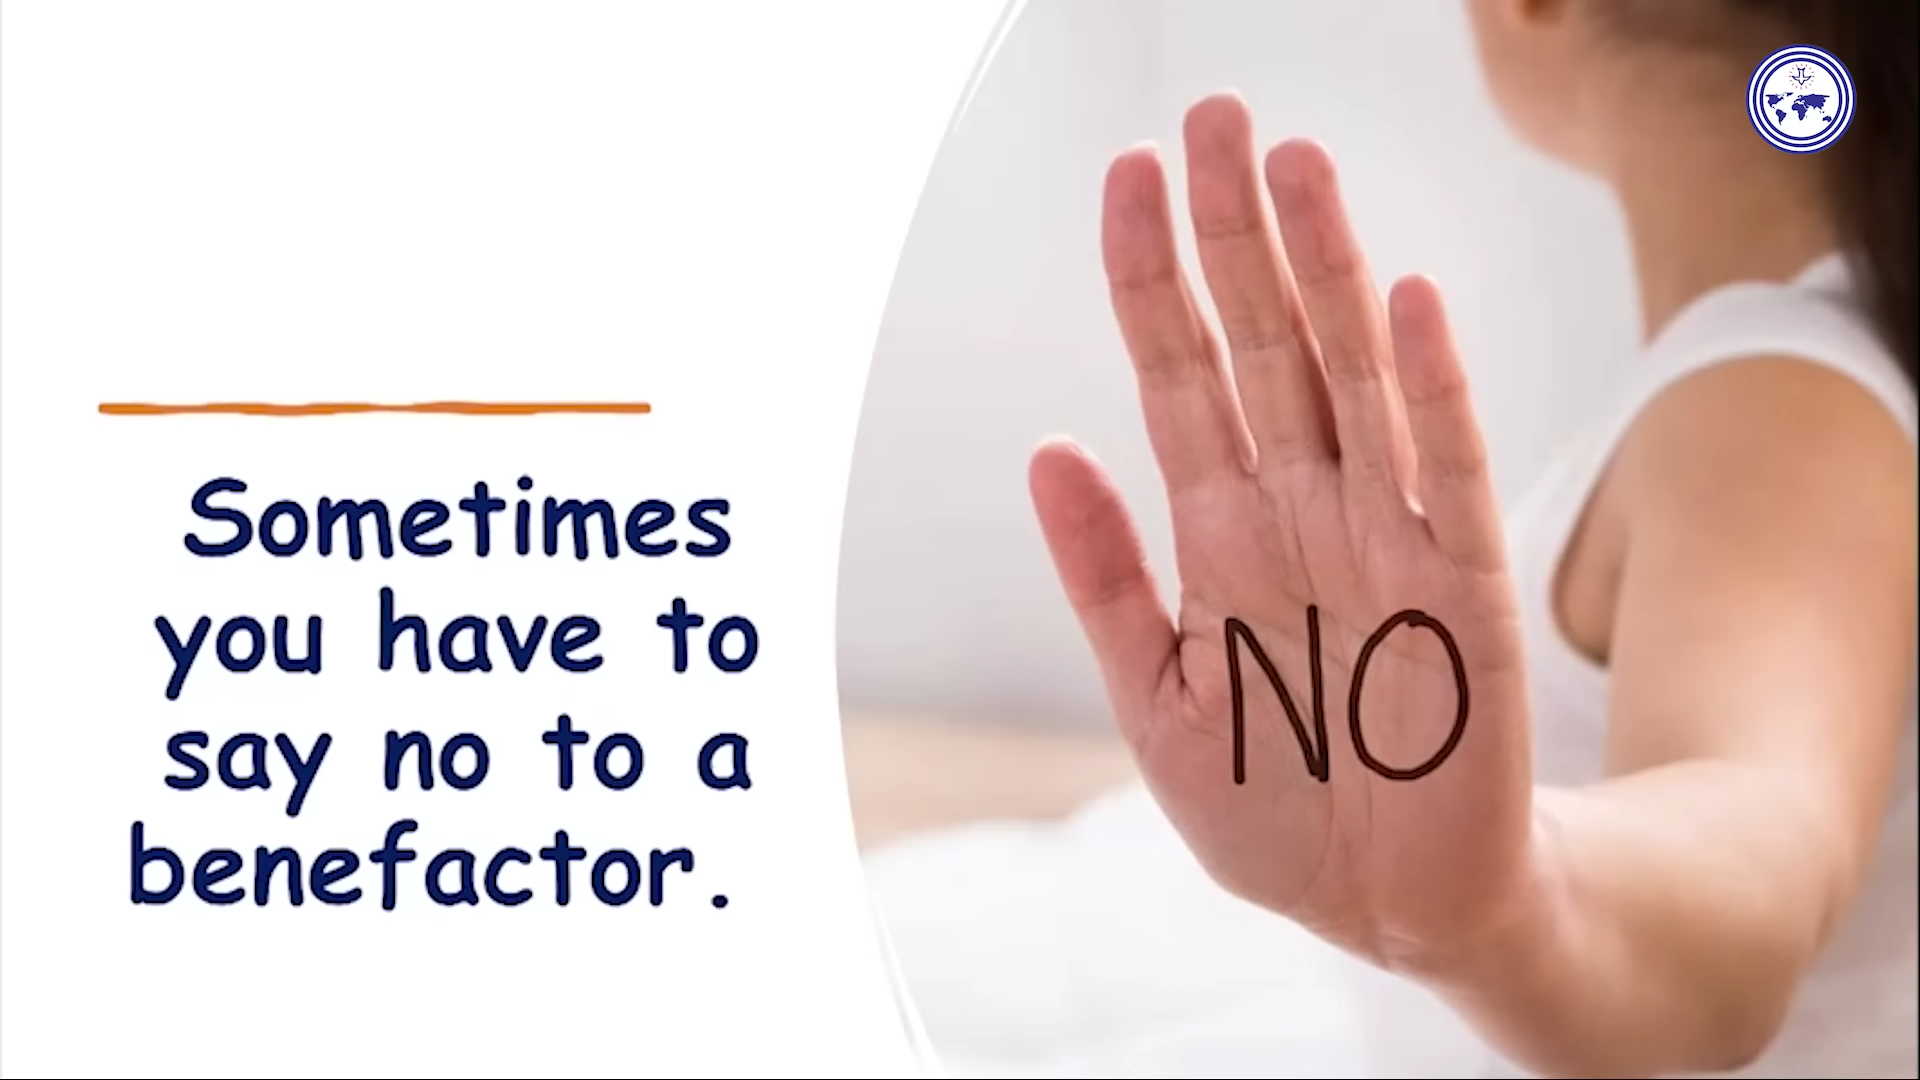 Sometimes
you have to
say no to a
benefactor.
NO